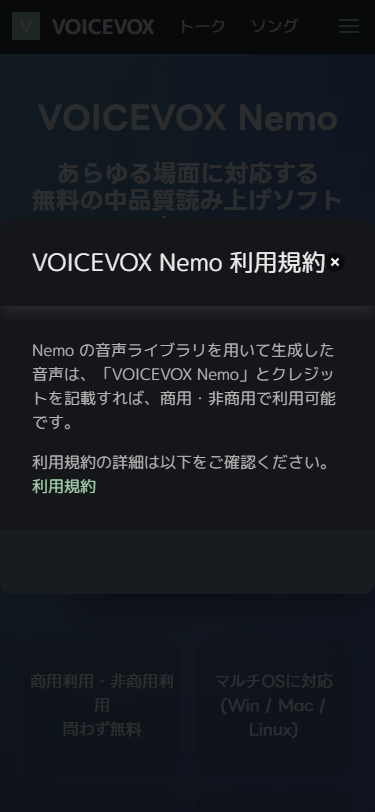 V VOICEVOX トーク ソング
VOICEVOX Nemo
あらゆる場面に対応する
無料の中品質読み上げソフト
VOICEVOX Nemo 利用規約
Nemo の音声ライブラリを用いて生成した
音声は、「VOICEVOX Nemo」とクレジッ
トを記載すれば、商用・非商用で利用可能
です。
利用規約の詳細は以下をご確認ください。
利用規約
商用利用・非商用利
用
問わず無料
マルチOSに対応
(Win / Mac /
Linux)